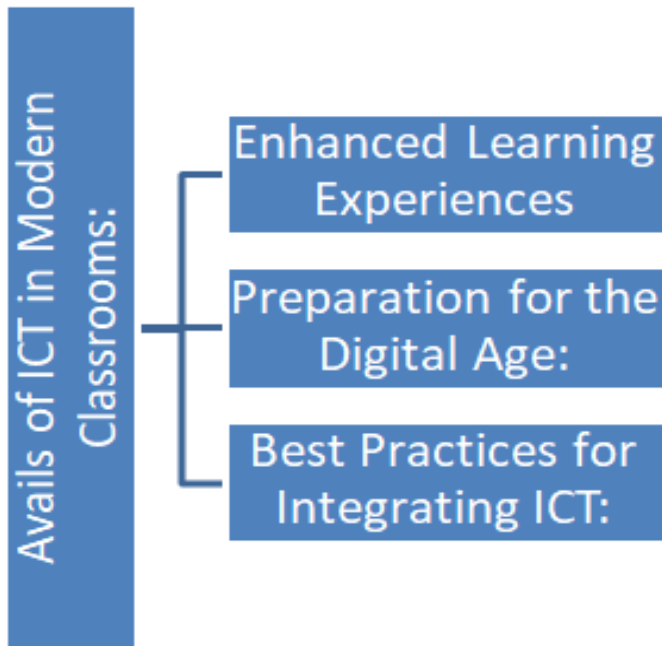 Avails of ICT in Modern
Classrooms:
Enhanced Learning
Experiences
Preparation for the
Digital Age:
Best Practices for
Integrating ICT: